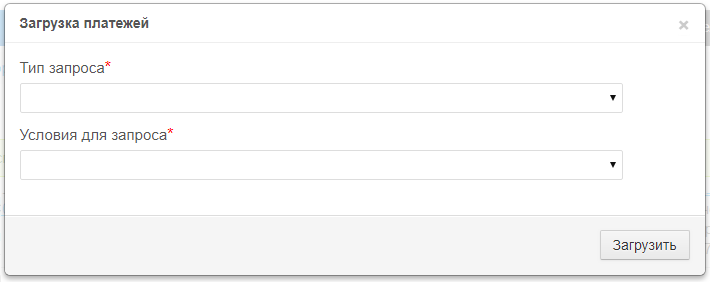 Загрузка платежей
Тип запроса*
Условия для запроса*
Загрузить